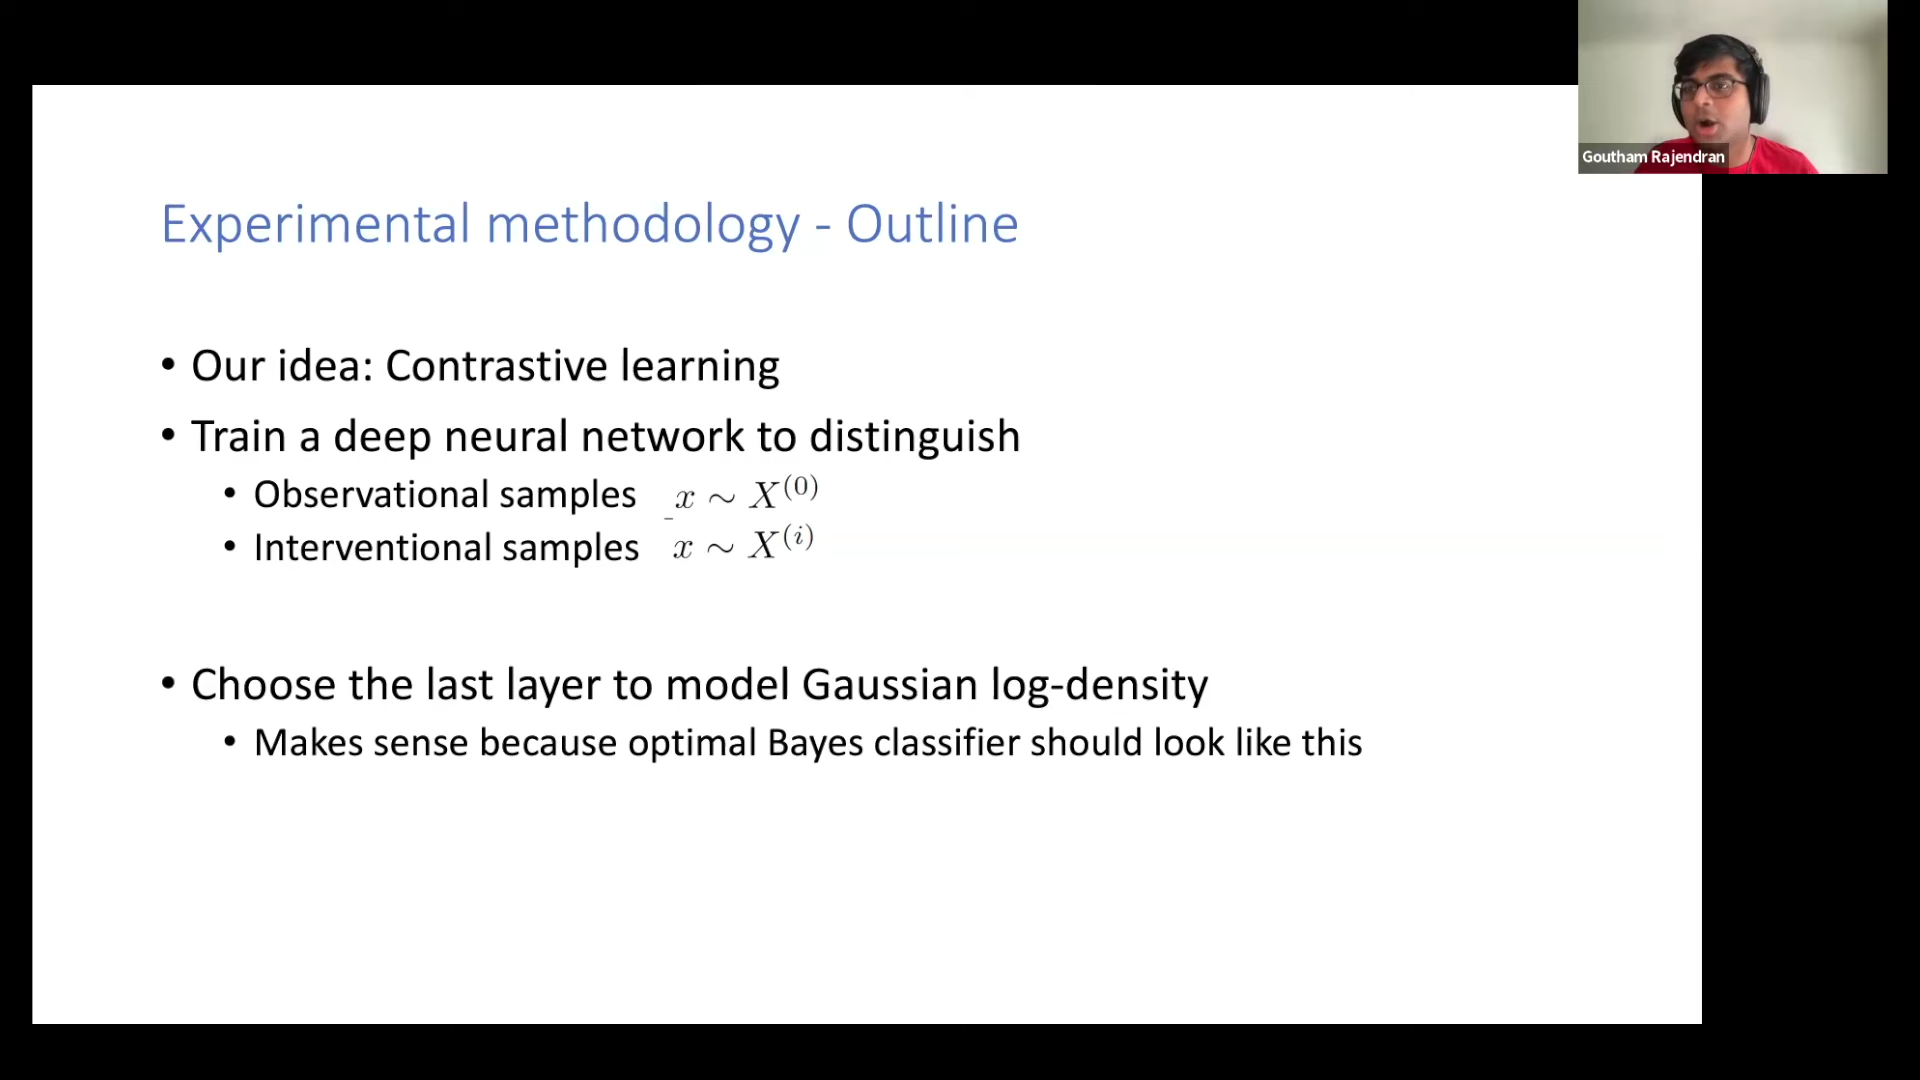 Goutham Rajendran
Experimental methodology - Outline
• Our idea: Contrastive learning
• Train a deep neural network to distinguish
• Observational samples x ∼ X^(0)
• Interventional samples x ∼ X^(i)
• Choose the last layer to model Gaussian log-density
• Makes sense because optimal Bayes classifier should look like this